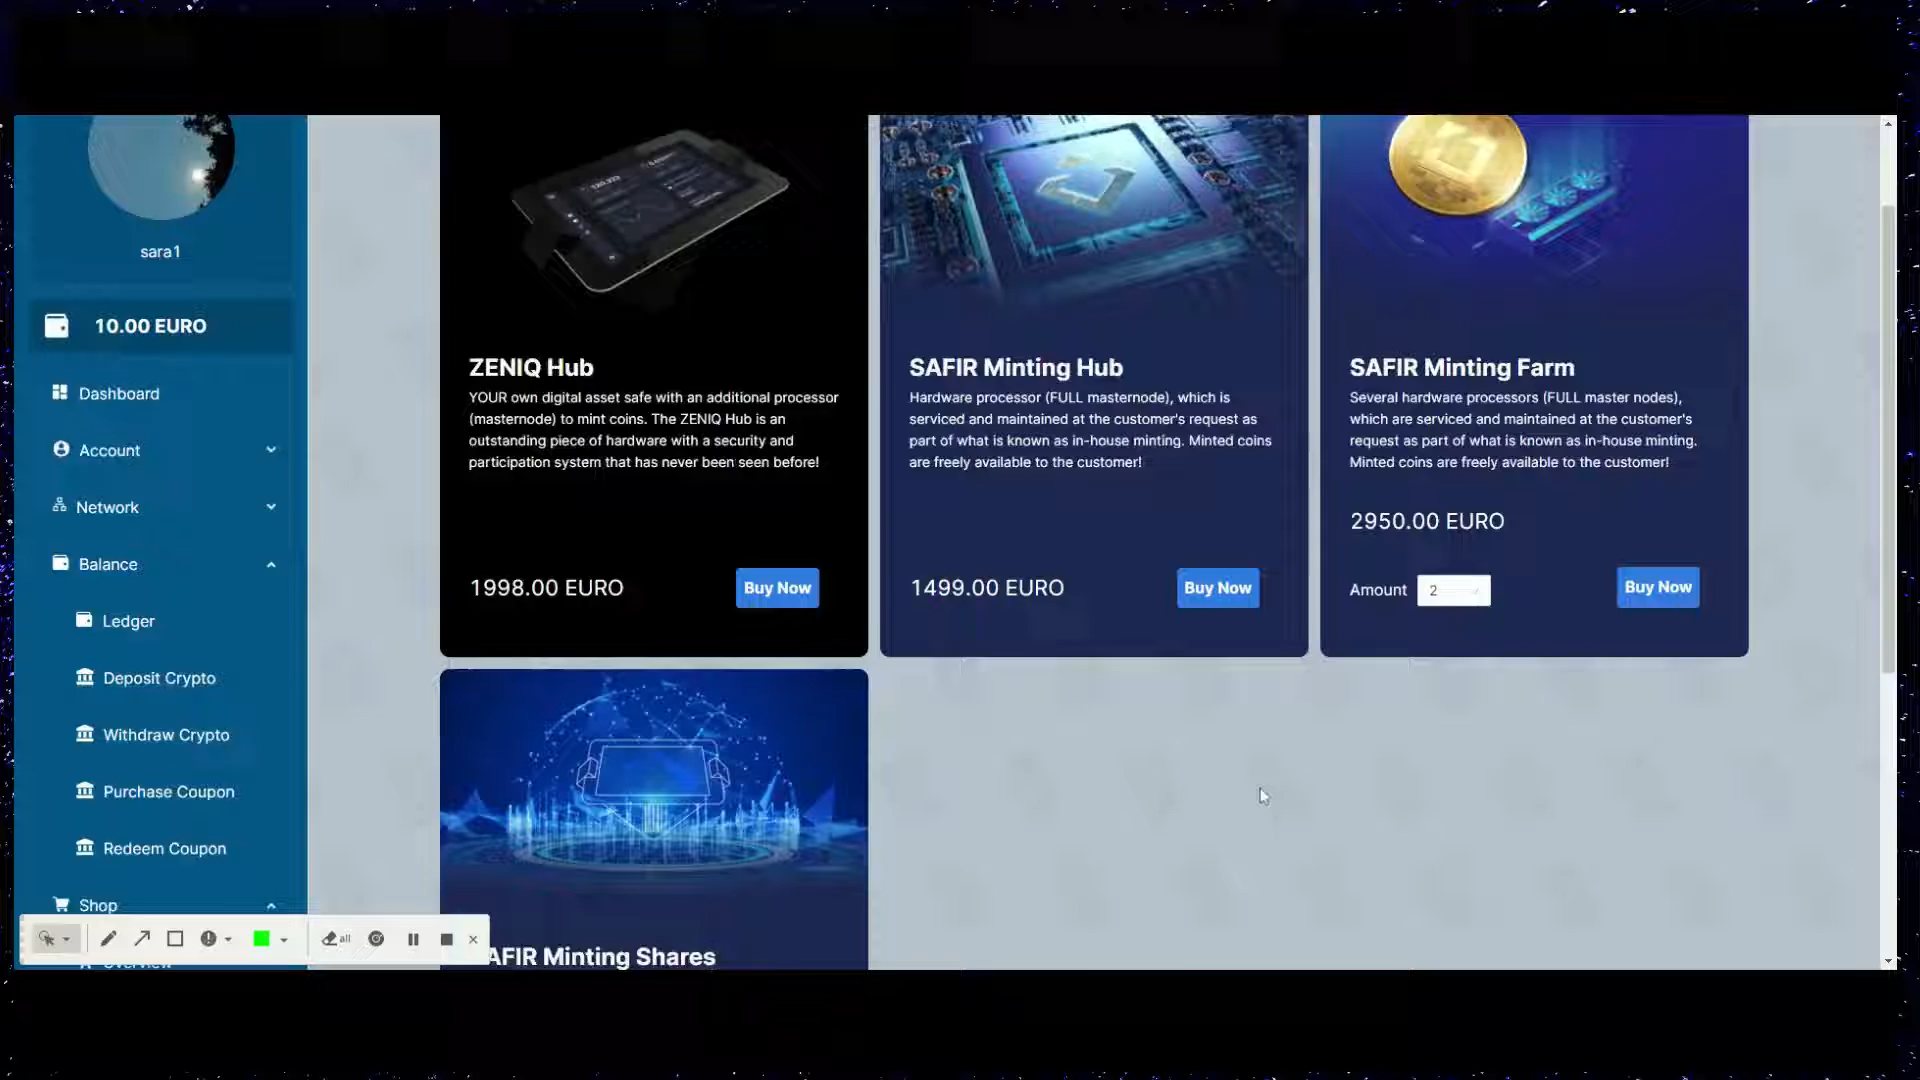 sara1
10.00 EURO
Dashboard
Account
Network
Balance
Ledger
Deposit Crypto
Withdraw Crypto
Purchase Coupon
Redeem Coupon
Shop
Overview
all
ZENIQ Hub
YOUR own digital asset safe with an additional processor
(masternode) to mint coins. The ZENIQ Hub is an
outstanding piece of hardware with a security and
participation system that has never been seen before!
1998.00 EURO
Buy Now
SAFIR Minting Hub
Hardware processor (FULL masternode), which is
serviced and maintained at the customer's request as
part of what is known as in-house minting. Minted coins
are freely available to the customer!
1499.00 EURO
Buy Now
SAFIR Minting Farm
Several hardware processors (FULL master nodes),
which are serviced and maintained at the customer's
request as part of what is known as in-house minting.
Minted coins are freely available to the customer!
2950.00 EURO
Amount 2
Buy Now
AFIR Minting Shares